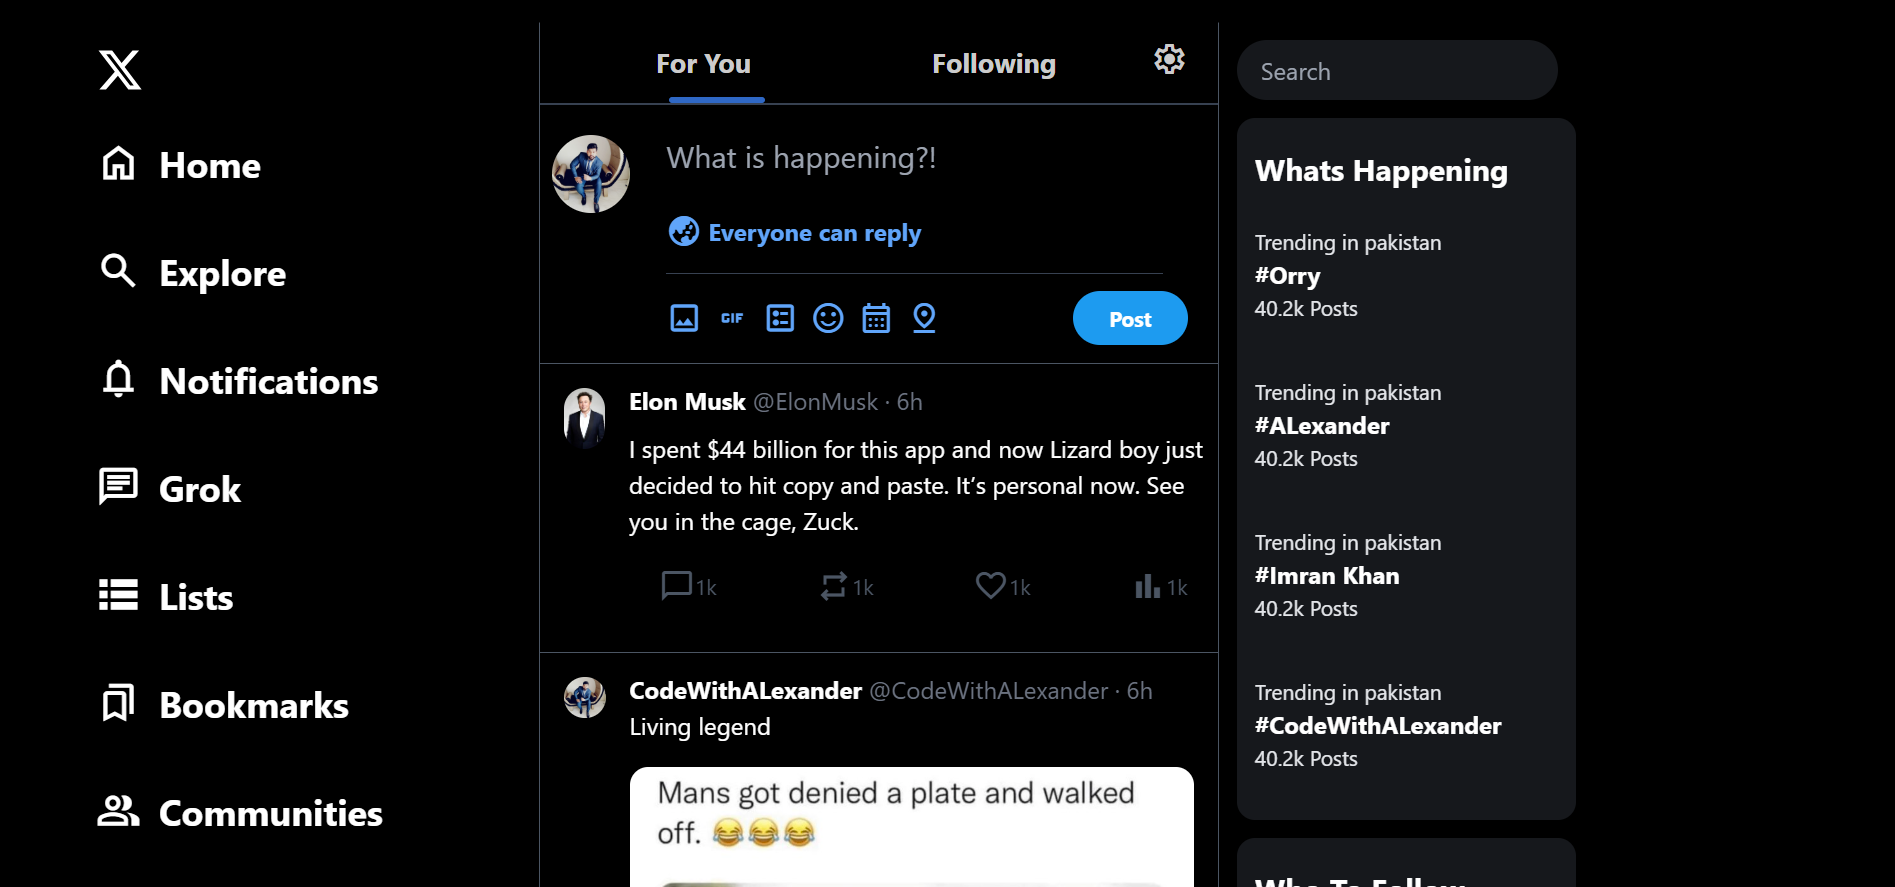 Home
Explore
Notifications
Grok
Lists
Bookmarks
Communities
For You
Following
What is happening?!
Everyone can reply
GIF
Post
Elon Musk @ElonMusk · 6h
I spent $44 billion for this app and now Lizard boy just
decided to hit copy and paste. It’s personal now. See
you in the cage, Zuck.
1k
1k
1k
1k
CodeWithALexander @CodeWithALexander · 6h
Living legend
Mans got denied a plate and walked
off. 😂😂😂
Search
Whats Happening
Trending in pakistan
#Orry
40.2k Posts
Trending in pakistan
#ALexander
40.2k Posts
Trending in pakistan
#Imran Khan
40.2k Posts
Trending in pakistan
#CodeWithALexander
40.2k Posts
Who To Follow